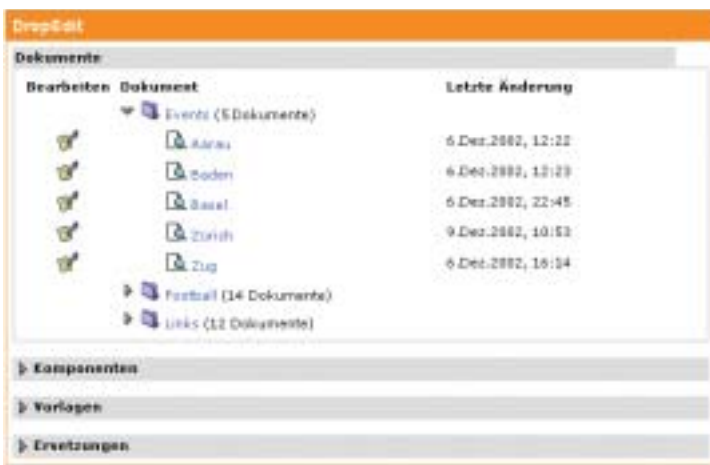 DropEdit
Dokumente
Bearbeiten Dokument Letzte Änderung
Events (5 Dokumente)
Aarau 6.Dez.2002, 12:22
Baden 6.Dez.2002, 12:23
Basel 6.Dez.2002, 22:45
Zürich 9.Dez.2002, 10:53
Zug 6.Dez.2002, 16:14
Football (14 Dokumente)
Links (12 Dokumente)
Komponenten
Vorlagen
Ersetzungen